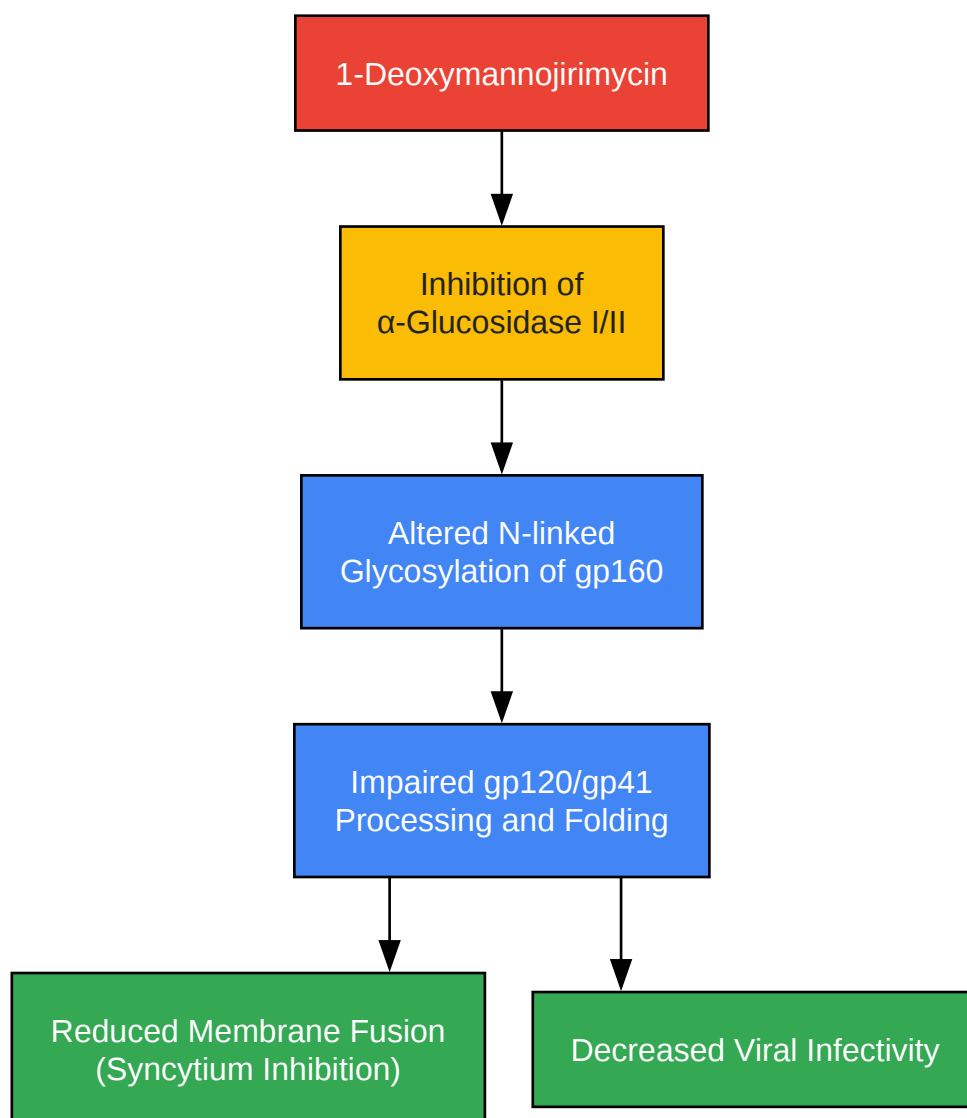 1-Deoxymannojirimycin
Inhibition of
α-Glucosidase I/II
Altered N-linked
Glycosylation of gp160
Impaired gp120/gp41
Processing and Folding
Reduced Membrane Fusion
(Syncytium Inhibition)
Decreased Viral Infectivity